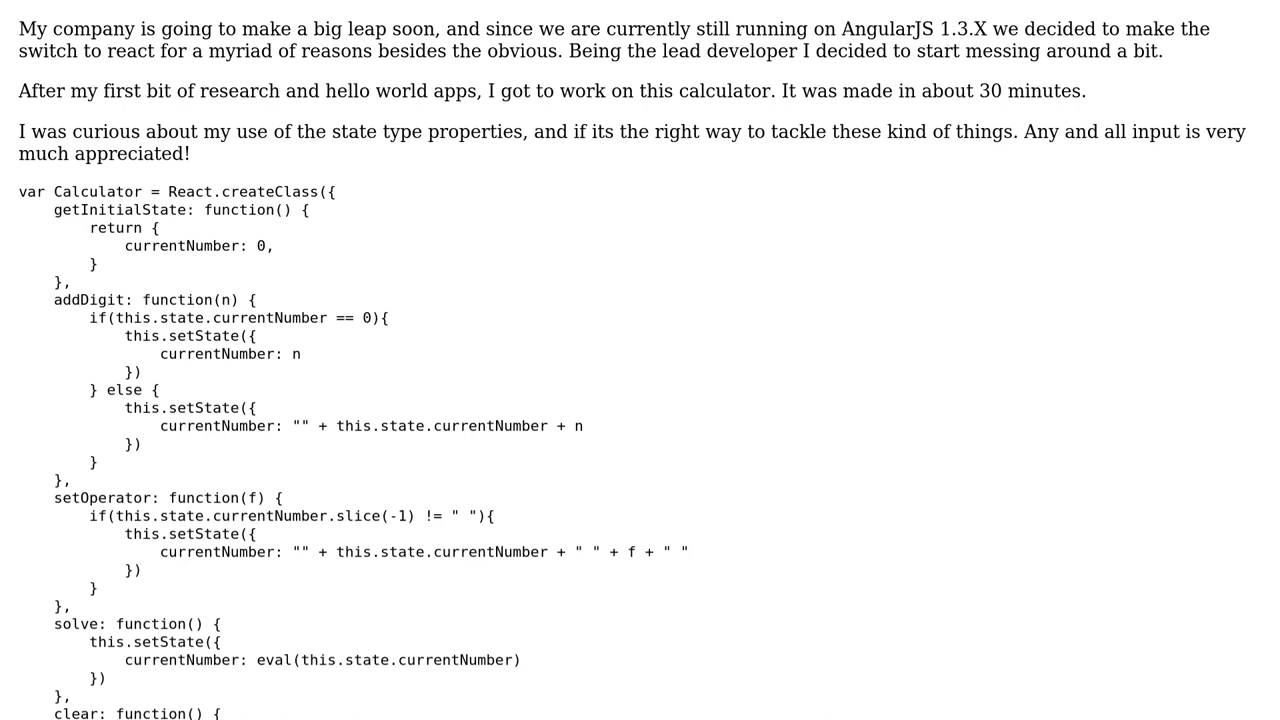 My company is going to make a big leap soon, and since we are currently still running on AngularJS 1.3.X we decided to make the
switch to react for a myriad of reasons besides the obvious. Being the lead developer I decided to start messing around a bit.
After my first bit of research and hello world apps, I got to work on this calculator. It was made in about 30 minutes.
I was curious about my use of the state type properties, and if its the right way to tackle these kind of things. Any and all input is very
much appreciated!
var Calculator = React.createClass({
    getInitialState: function() {
        return {
            currentNumber: 0,
        }
    },
    addDigit: function(n) {
        if(this.state.currentNumber == 0){
            this.setState({
                currentNumber: n
            })
        } else {
            this.setState({
                currentNumber: "" + this.state.currentNumber + n
            })
        }
    },
    setOperator: function(f) {
        if(this.state.currentNumber.slice(-1) != " "){
            this.setState({
                currentNumber: "" + this.state.currentNumber + " " + f + " "
            })
        }
    },
    solve: function() {
        this.setState({
            currentNumber: eval(this.state.currentNumber)
        })
    },
    clear: function() {